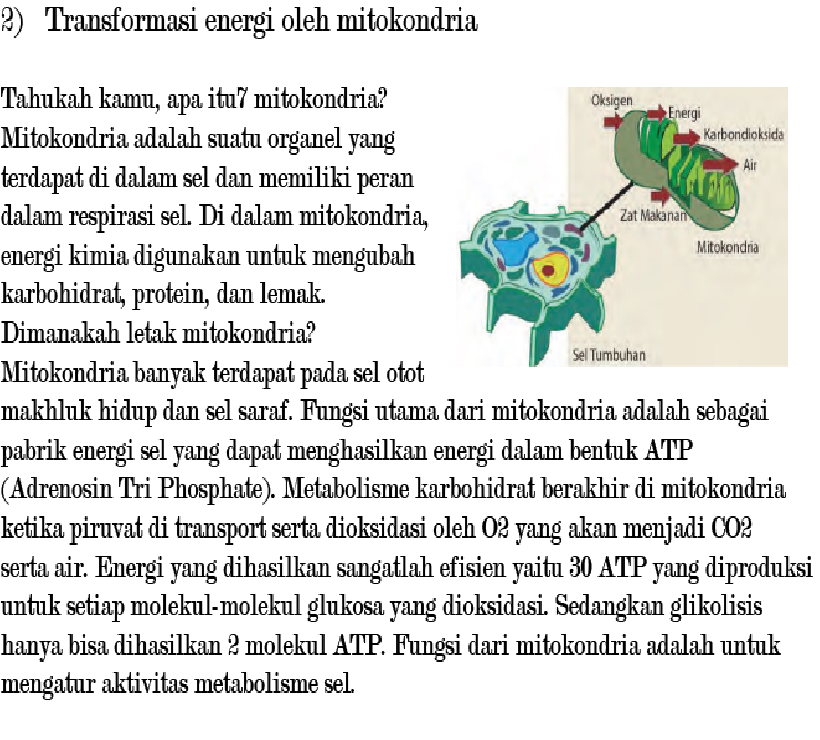 2) Transformasi energi oleh mitokondria
Tahukah kamu, apa itu7 mitokondria?
Mitokondria adalah suatu organel yang
terdapat di dalam sel dan memiliki peran
dalam respirasi sel. Di dalam mitokondria,
energi kimia digunakan untuk mengubah
karbohidrat, protein, dan lemak.
Dimanakah letak mitokondria?
Mitokondria banyak terdapat pada sel otot
makhluk hidup dan sel saraf. Fungsi utama dari mitokondria adalah sebagai
pabrik energi sel yang dapat menghasilkan energi dalam bentuk ATP
(Adrenosin Tri Phosphate). Metabolisme karbohidrat berakhir di mitokondria
ketika piruvat di transport serta dioksidasi oleh O2 yang akan menjadi CO2
serta air. Energi yang dihasilkan sangatlah efisien yaitu 30 ATP yang diproduksi
untuk setiap molekul-molekul glukosa yang dioksidasi. Sedangkan glikolisis
hanya bisa dihasilkan 2 molekul ATP. Fungsi dari mitokondria adalah untuk
mengatur aktivitas metabolisme sel.
Oksigen
Energi
Karbondioksida
Air
Zat Makanan
Mitokondria
Sel Tumbuhan